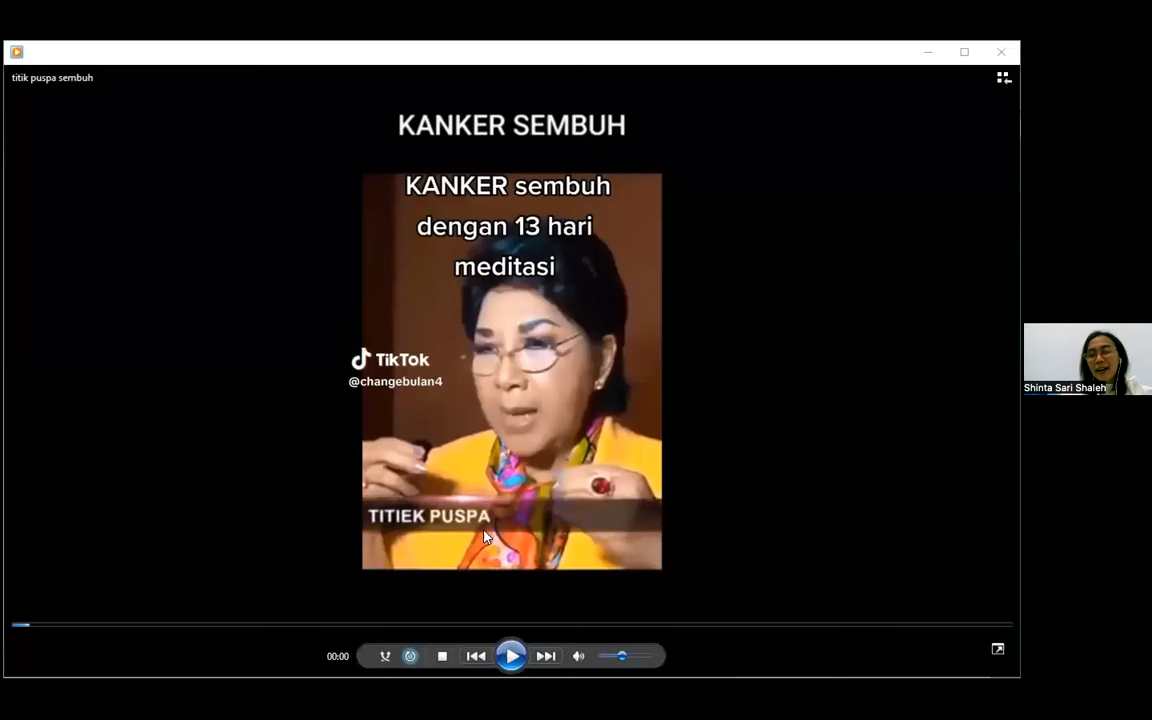 titik puspa sembuh
KANKER SEMBUH
KANKER sembuh
dengan 13 hari
meditasi
TikTok
@changebulan4
TITIEK PUSPA
Shinta Sari Shaleh
00:00